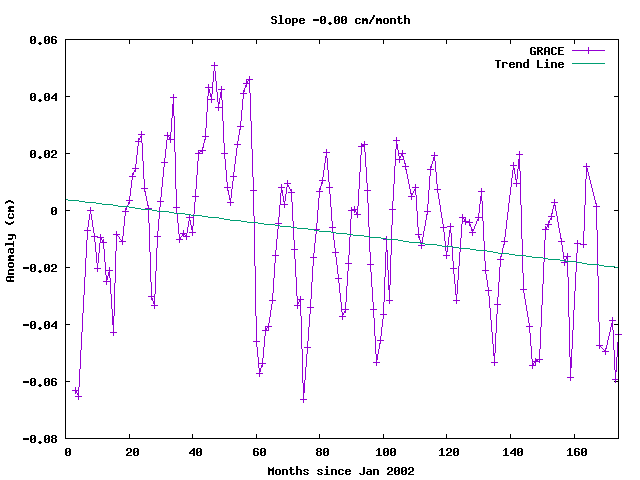 Slope -0.00 cm/month
GRACE
Trend Line
0.06
0.04
0.02
0
-0.02
-0.04
-0.06
-0.08
Anomaly (cm)
0 20 40 60 80 100 120 140 160
Months since Jan 2002